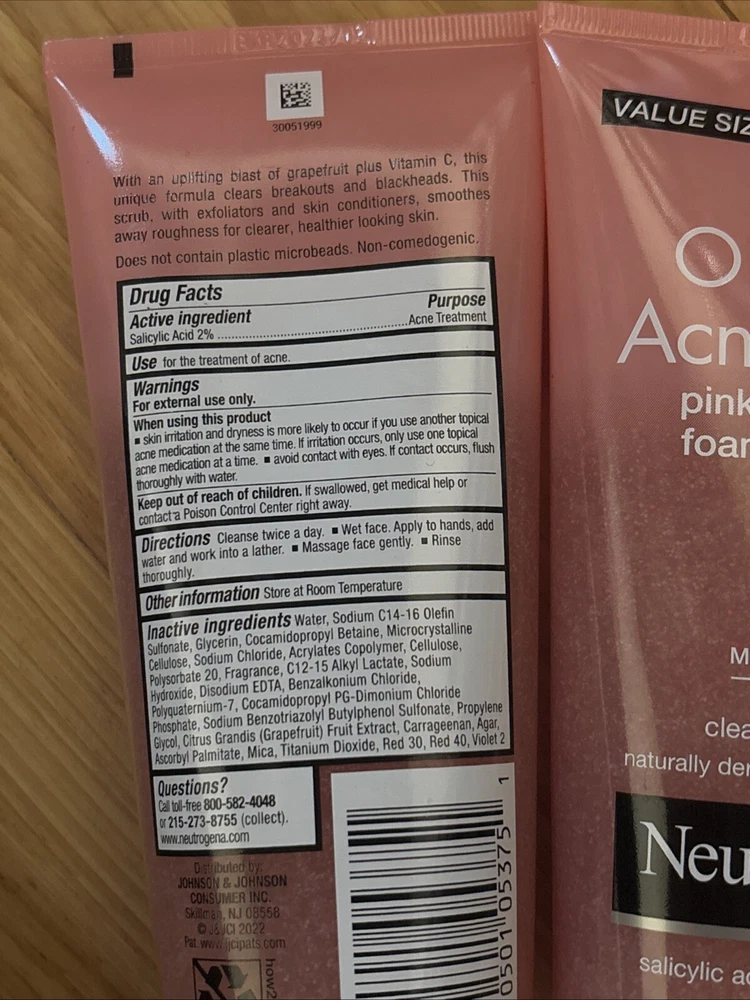 30051999
With an uplifting blast of grapefruit plus Vitamin C, this
unique formula clears breakouts and blackheads. This
scrub, with exfoliators and skin conditioners, smoothes
away roughness for clearer, healthier looking skin.
Does not contain plastic microbeads. Non-comedogenic.
Drug Facts
Active ingredient Purpose
Salicylic Acid 2% ........................................ Acne Treatment
Use for the treatment of acne.
Warnings
For external use only.
When using this product
▪ skin irritation and dryness is more likely to occur if you use another topical
acne medication at the same time. If irritation occurs, only use one topical
acne medication at a time. ▪ avoid contact with eyes. If contact occurs, flush
thoroughly with water.
Keep out of reach of children. If swallowed, get medical help or
contact a Poison Control Center right away.
Directions Cleanse twice a day. ▪ Wet face. Apply to hands, add
water and work into a lather. ▪ Massage face gently. ▪ Rinse
thoroughly.
Other information Store at Room Temperature
Inactive ingredients Water, Sodium C14-16 Olefin
Sulfonate, Glycerin, Cocamidopropyl Betaine, Microcrystalline
Cellulose, Sodium Chloride, Acrylates Copolymer, Cellulose,
Polysorbate 20, Fragrance, C12-15 Alkyl Lactate, Sodium
Hydroxide, Disodium EDTA, Benzalkonium Chloride,
Polyquaternium-7, Cocamidopropyl PG-Dimonium Chloride
Phosphate, Sodium Benzotriazolyl Butylphenol Sulfonate, Propylene
Glycol, Citrus Grandis (Grapefruit) Fruit Extract, Carrageenan, Agar,
Ascorbyl Palmitate, Mica, Titanium Dioxide, Red 30, Red 40, Violet 2
Questions?
Call toll-free 800-582-4048
or 215-273-8755 (collect).
www.neutrogena.com
Distributed by:
JOHNSON & JOHNSON
CONSUMER INC.
Skillman, NJ 08558
© J&JCI 2022
Pat. www.jjcipats.com
how2
0501 05375 1
VALUE SIZ
O
Acn
pink
foar
M
clea
naturally der
Neu
salicylic ac